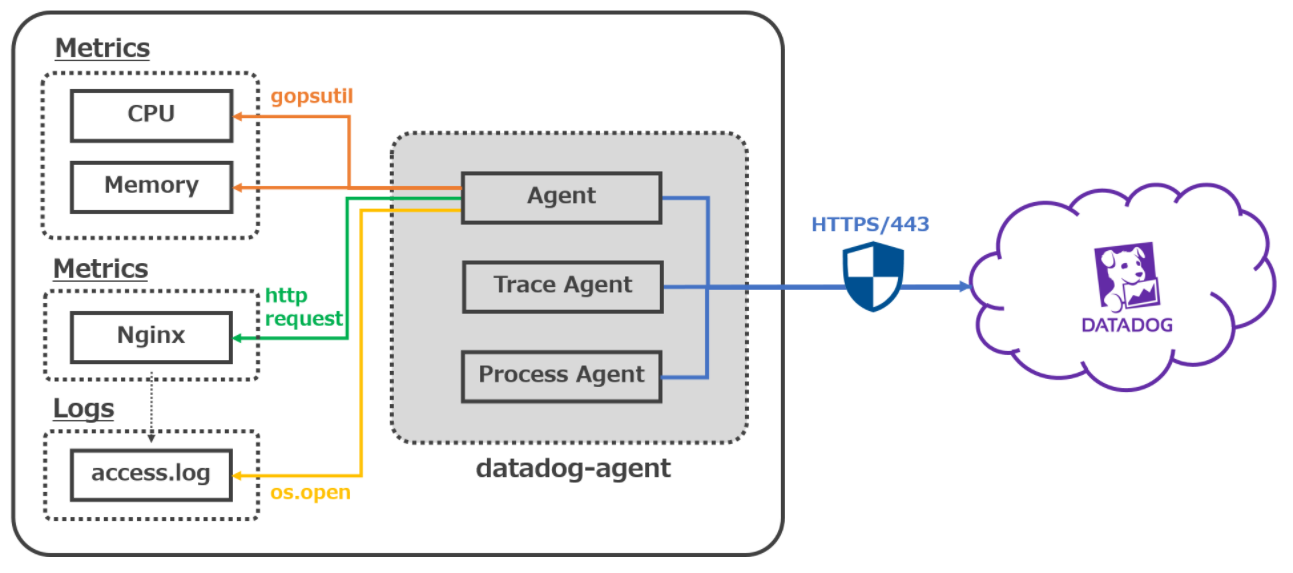 Metrics
CPU
Memory
gopsutil
Metrics
Nginx
http
request
Logs
access.log
os.open
Agent
Trace Agent
Process Agent
datadog-agent
HTTPS/443
DATADOG